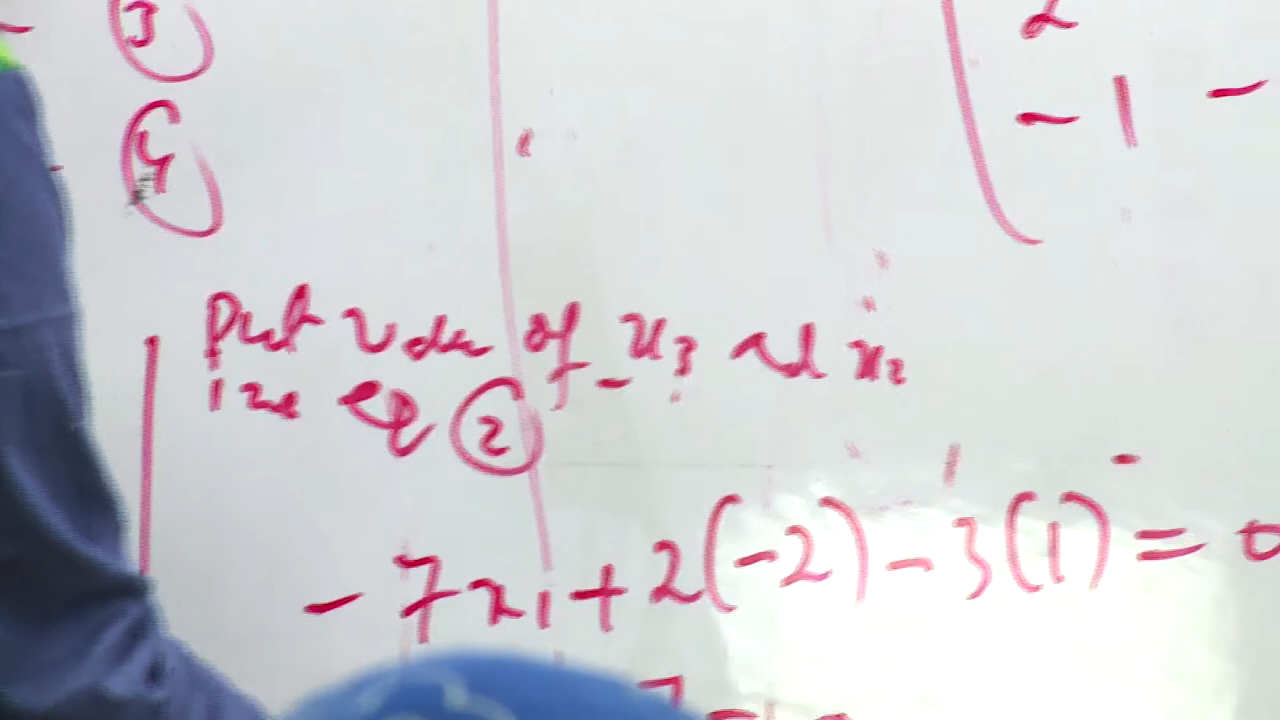 3
4
2
- 1 -
Put value of x₃ and x₂
in eq 2
- 7x₁ + 2(-2) - 3(1) = 0